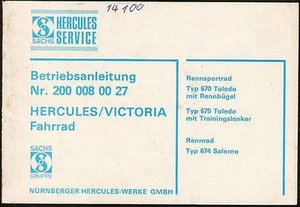 14100
HERCULES
SACHS SERVICE
Betriebsanleitung
Nr. 200 008 00 27
HERCULES/VICTORIA
Fahrrad
SACHS
GRUPPE
Rennsportrad
Typ 670 Toledo
mit Rennbügel
Typ 675 Toledo
mit Trainingslenker
Rennrad
Typ 674 Salerno
NÜRNBERGER HERCULES-WERKE GMBH